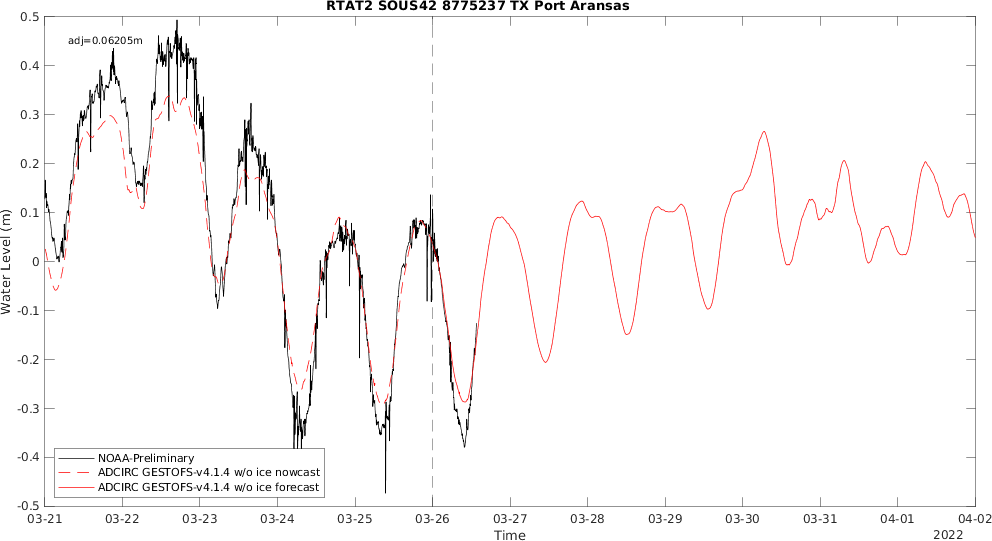 RTAT2 SOUS42 8775237 TX Port Aransas
adj=0.06205m
Water Level (m)
0.5
0.4
0.3
0.2
0.1
0
-0.1
-0.2
-0.3
-0.4
-0.5
NOAA-Preliminary
ADCIRC GESTOFS-v4.1.4 w/o ice nowcast
ADCIRC GESTOFS-v4.1.4 w/o ice forecast
03-21 03-22 03-23 03-24 03-25 03-26 03-27 03-28 03-29 03-30 03-31 04-01 04-02
Time
2022